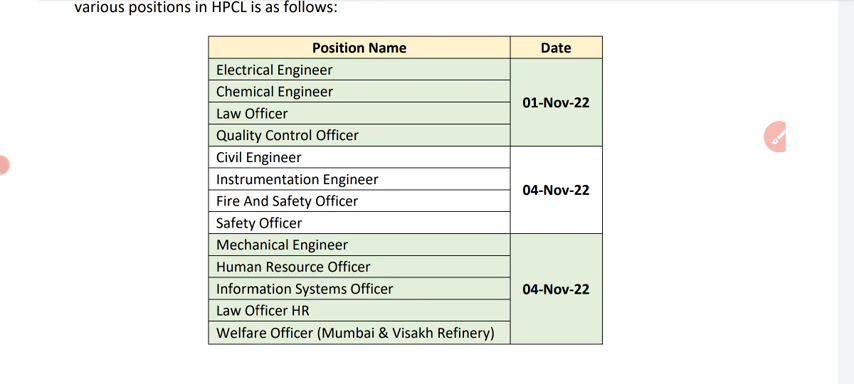 various positions in HPCL is as follows:
Position Name Date
Electrical Engineer
Chemical Engineer
01-Nov-22
Law Officer
Quality Control Officer
Civil Engineer
Instrumentation Engineer
04-Nov-22
Fire And Safety Officer
Safety Officer
Mechanical Engineer
Human Resource Officer
Information Systems Officer 04-Nov-22
Law Officer HR
Welfare Officer (Mumbai & Visakh Refinery)